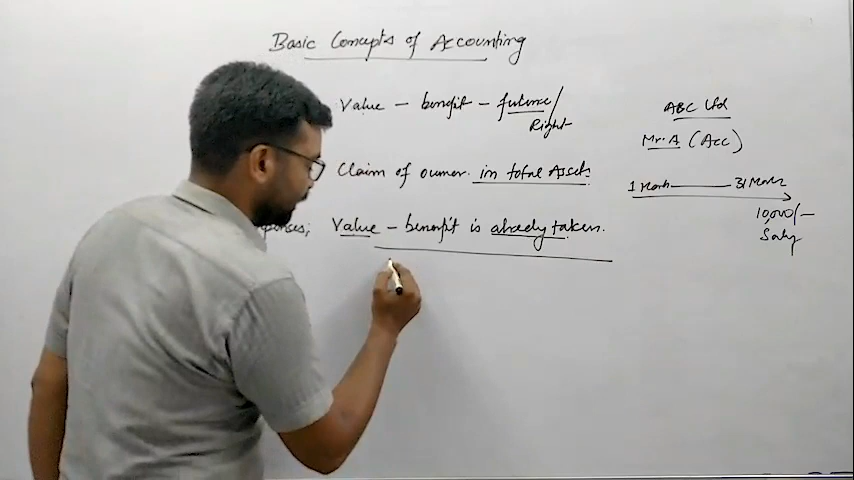 Basic Concepts of Accounting
Value - benefit - future/
Right
Claim of owner in total Assets
Value - benefit is already taken.
ABC Ltd
Mr. A (Acc)
1 March 31 March
10,000/-
Salary